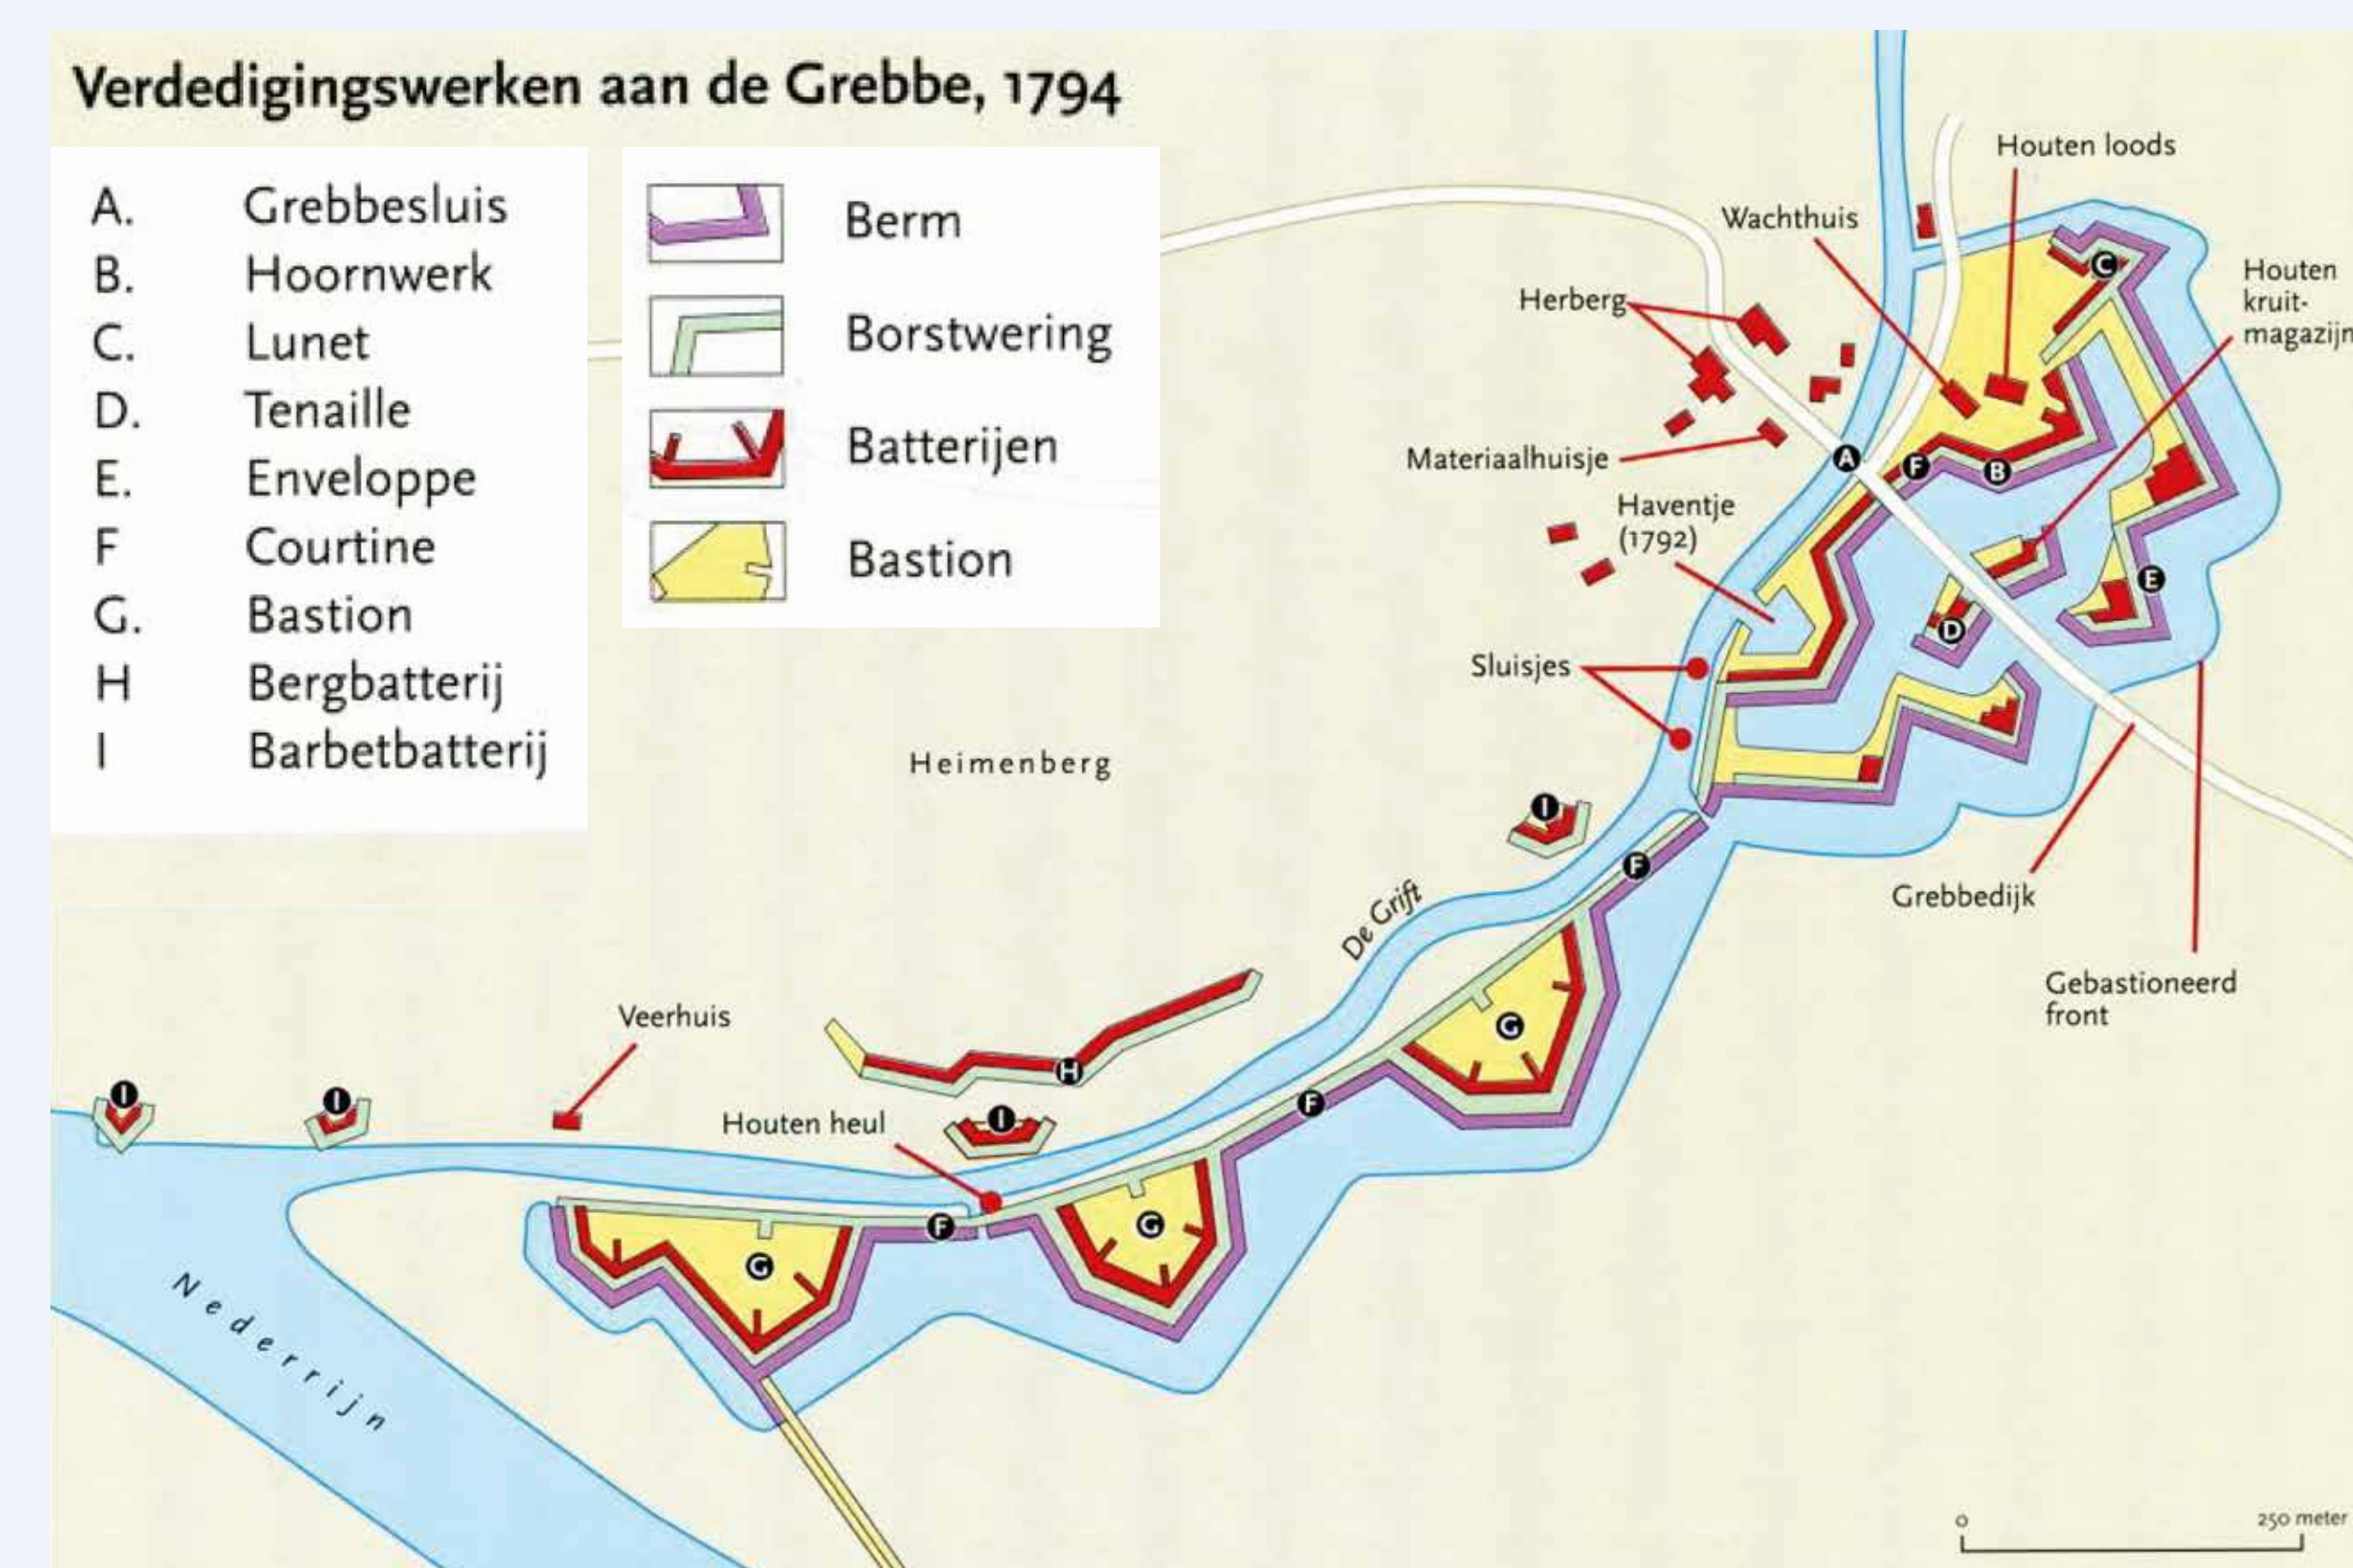 Verdedigingswerken aan de Grebbe, 1794
A. Grebbesluis
B. Hoornwerk
C. Lunet
D. Tenaille
E. Enveloppe
F Courtine
G. Bastion
H Bergbatterij
I Barbetbatterij
Berm
Borstwering
Batterijen
Bastion
Houten loods
Wachthuis
Houten
kruit-
magazijn
Herberg
Materiaalhuisje
Haventje
(1792)
Sluisjes
Heimenberg
De Grift
Grebbedijk
Gebastioneerd
front
Veerhuis
Houten heul
Nederrijn
C
A
F
B
E
D
I
F
G
H
F
I
I
I
F
G
G
0 250 meter